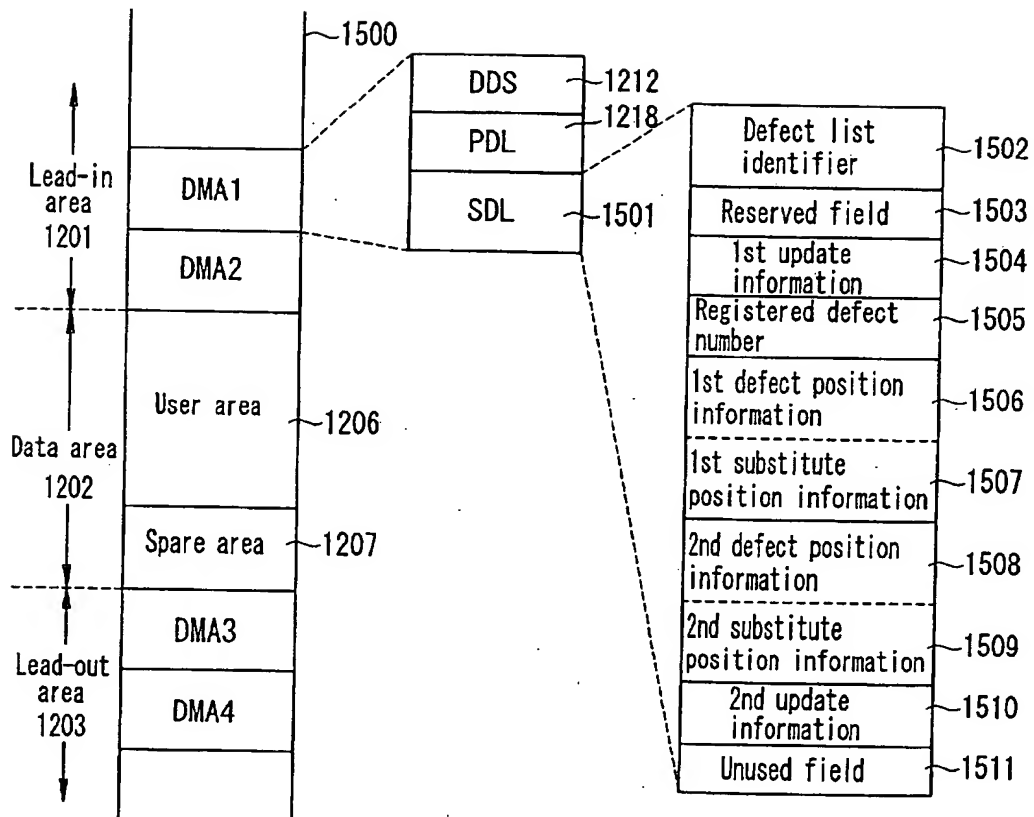 1500
Lead-in
area
1201
DMA1
DMA2
Data area
1202
User area
1206
Spare area
1207
Lead-out
area
1203
DMA3
DMA4
DDS
1212
PDL
1218
SDL
1501
Defect list
identifier
1502
Reserved field
1503
1st update
information
1504
Registered defect
number
1505
1st defect position
information
1506
1st substitute
position information
1507
2nd defect position
information
1508
2nd substitute
position information
1509
2nd update
information
1510
Unused field
1511